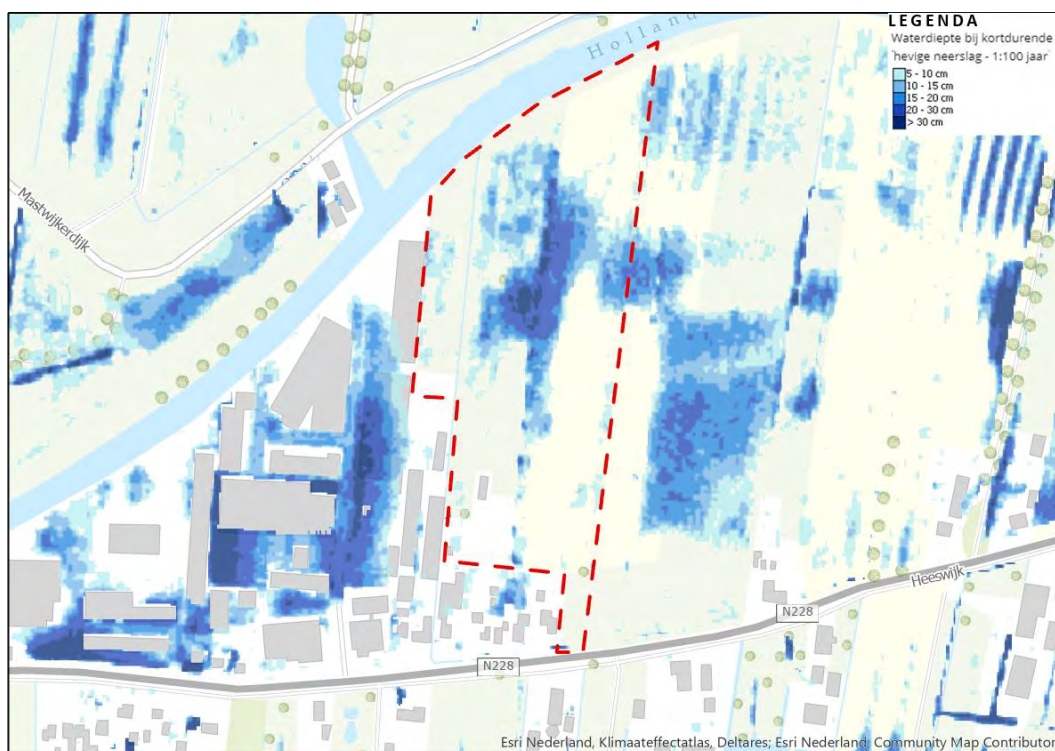 LEGENDA
Waterdiepte bij kortdurende
hevige neerslag - 1:100 jaar
5 - 10 cm
10 - 15 cm
15 - 20 cm
20 - 30 cm
> 30 cm
Holland
Mastwijkerdijk
Heeswijk
N228
N228
Esri Nederland, Klimaateffectatlas, Deltares; Esri Nederland, Community Map Contributor